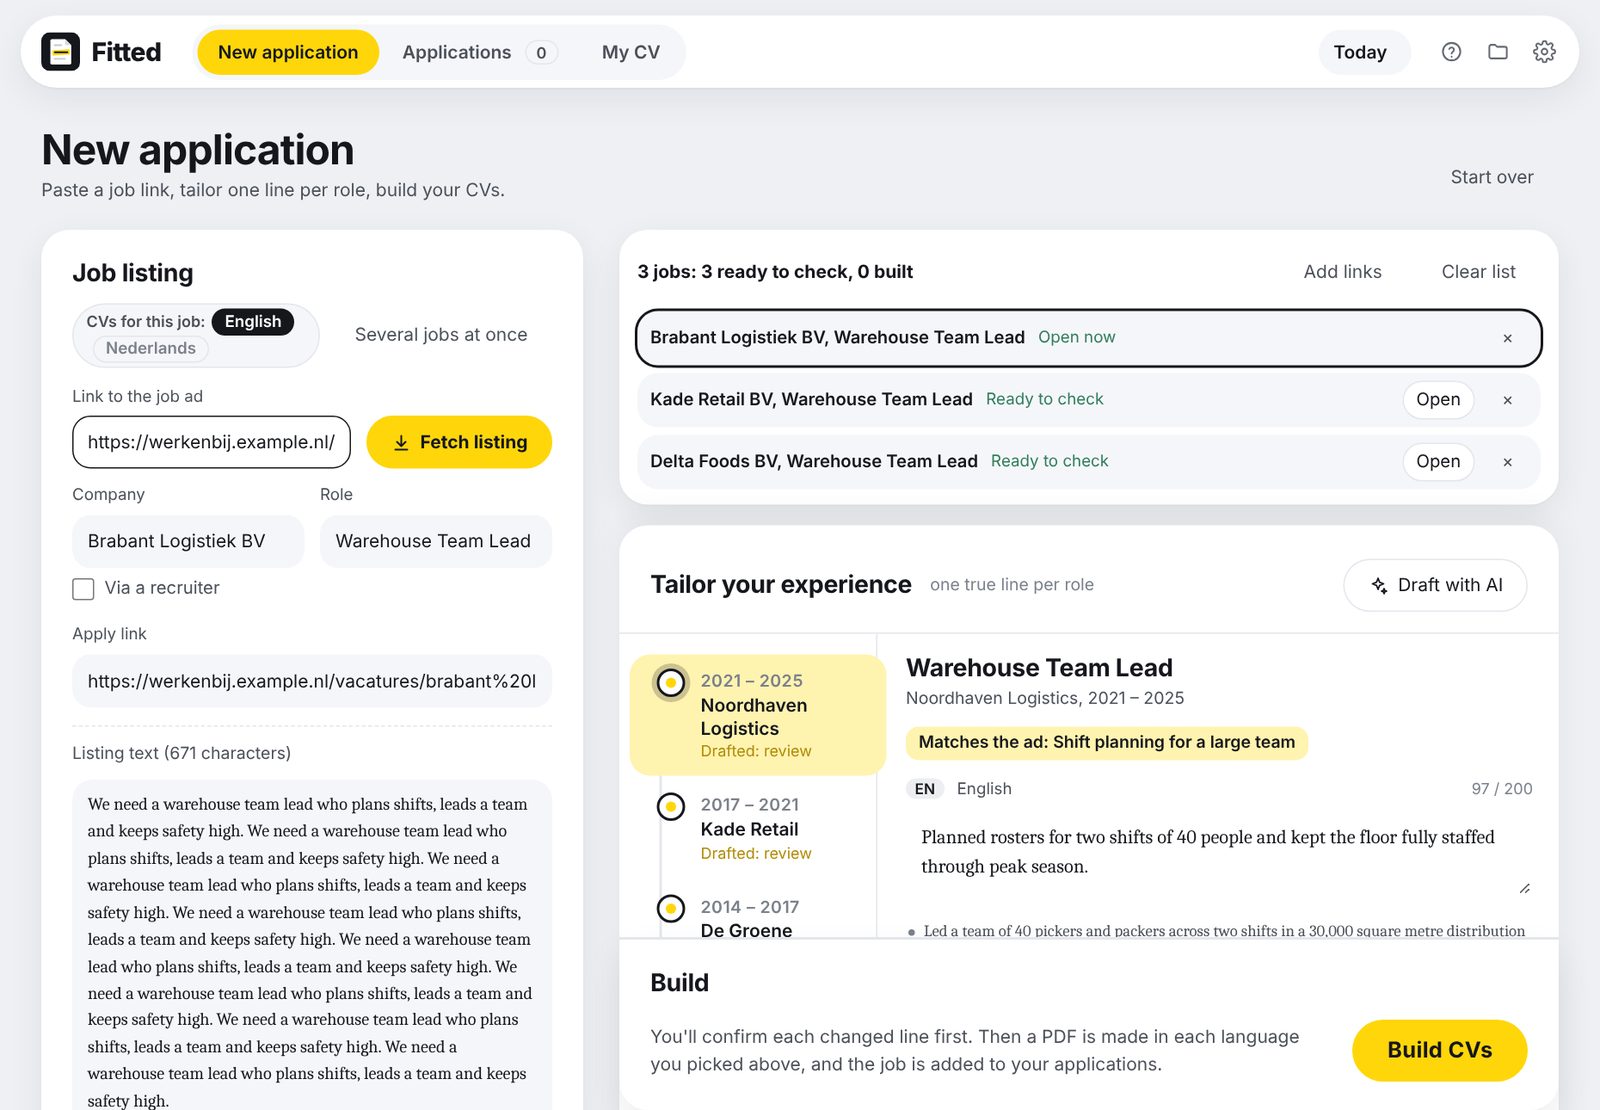 Fitted
New application
Applications 0
My CV
Today
New application
Paste a job link, tailor one line per role, build your CVs.
Start over
Job listing
CVs for this job: English
Nederlands
Several jobs at once
Link to the job ad
https://werkenbij.example.nl/
Fetch listing
Company
Role
Brabant Logistiek BV
Warehouse Team Lead
Via a recruiter
Apply link
https://werkenbij.example.nl/vacatures/brabant%20l
Listing text (671 characters)
We need a warehouse team lead who plans shifts, leads a team
and keeps safety high. We need a warehouse team lead who
plans shifts, leads a team and keeps safety high. We need a
warehouse team lead who plans shifts, leads a team and keeps
safety high. We need a warehouse team lead who plans shifts,
leads a team and keeps safety high. We need a warehouse team
lead who plans shifts, leads a team and keeps safety high. We
need a warehouse team lead who plans shifts, leads a team and
keeps safety high. We need a warehouse team lead who plans
shifts, leads a team and keeps safety high. We need a
warehouse team lead who plans shifts, leads a team and keeps
safety high.
3 jobs: 3 ready to check, 0 built
Add links
Clear list
Brabant Logistiek BV, Warehouse Team Lead Open now ×
Kade Retail BV, Warehouse Team Lead Ready to check Open ×
Delta Foods BV, Warehouse Team Lead Ready to check Open ×
Tailor your experience one true line per role
Draft with AI
2021 – 2025
Noordhaven
Logistics
Drafted: review
2017 – 2021
Kade Retail
Drafted: review
2014 – 2017
De Groene
Warehouse Team Lead
Noordhaven Logistics, 2021 – 2025
Matches the ad: Shift planning for a large team
EN English 97 / 200
Planned rosters for two shifts of 40 people and kept the floor fully staffed
through peak season.
• Led a team of 40 pickers and packers across two shifts in a 30,000 square metre distribution
Build
You'll confirm each changed line first. Then a PDF is made in each language
you picked above, and the job is added to your applications.
Build CVs